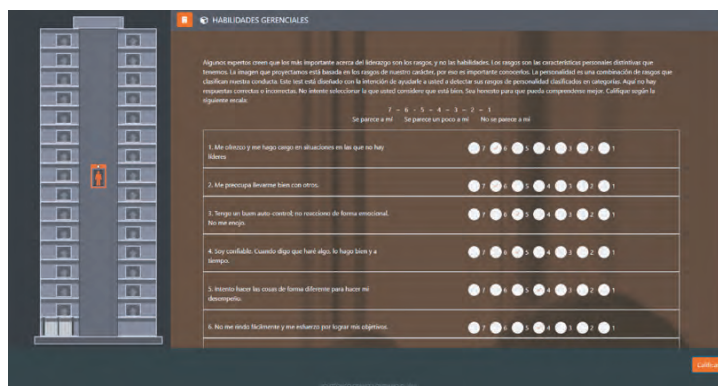 HABILIDADES GERENCIALES
Algunos expertos creen que los más importante acerca del liderazgo son los rasgos, y no las habilidades. Los rasgos son las características personales distintivas que
tenemos. La imagen que proyectamos está basada en los rasgos de nuestro carácter, por eso es importante conocerlos. La personalidad es una combinación de rasgos que
clasifican nuestra conducta. Este test está diseñado con la intención de ayudarle a usted a detectar sus rangos de personalidad clasificados en categorías. Aquí no hay
respuestas correctas o incorrectas. No intente seleccionar la que usted considere que está bien. Sea honesto para que pueda comprenderse mejor. Califique según la
siguiente escala:
7 - 6 - 5 - 4 - 3 - 2 - 1
Se parece a mí Se parece un poco a mí No se parece a mí
1. Me ofrezco y me hago cargo en situaciones en las que no hay
líderes
7 6 5 4 3 2 1
2. Me preocupa llevarme bien con otros.
7 6 5 4 3 2 1
3. Tengo un buen auto-control; no reacciono de forma emocional.
No me enojo.
7 6 5 4 3 2 1
4. Soy confiable. Cuando digo que haré algo, lo hago bien y a
tiempo.
7 6 5 4 3 2 1
5. Intento hacer las cosas de forma diferente para hacer mi
desempeño.
7 6 5 4 3 2 1
6. No me rindo fácilmente y me esfuerzo por lograr mis objetivos.
7 6 5 4 3 2 1